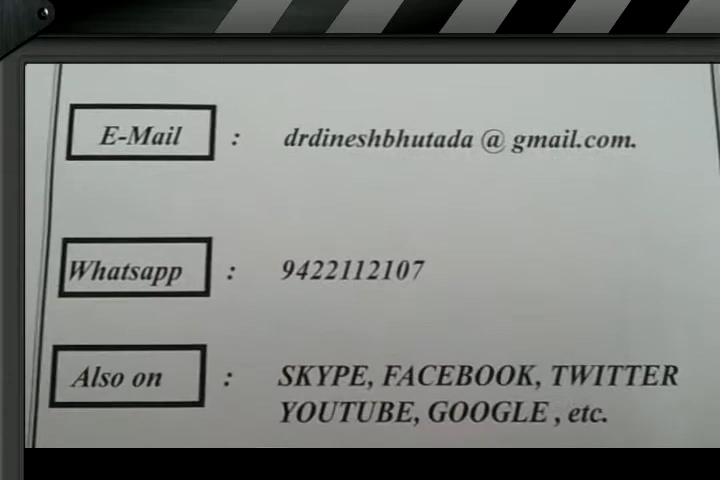 E-Mail : drdineshbhutada @ gmail.com.
Whatsapp : 9422112107
Also on : SKYPE, FACEBOOK, TWITTER
YOUTUBE, GOOGLE , etc.